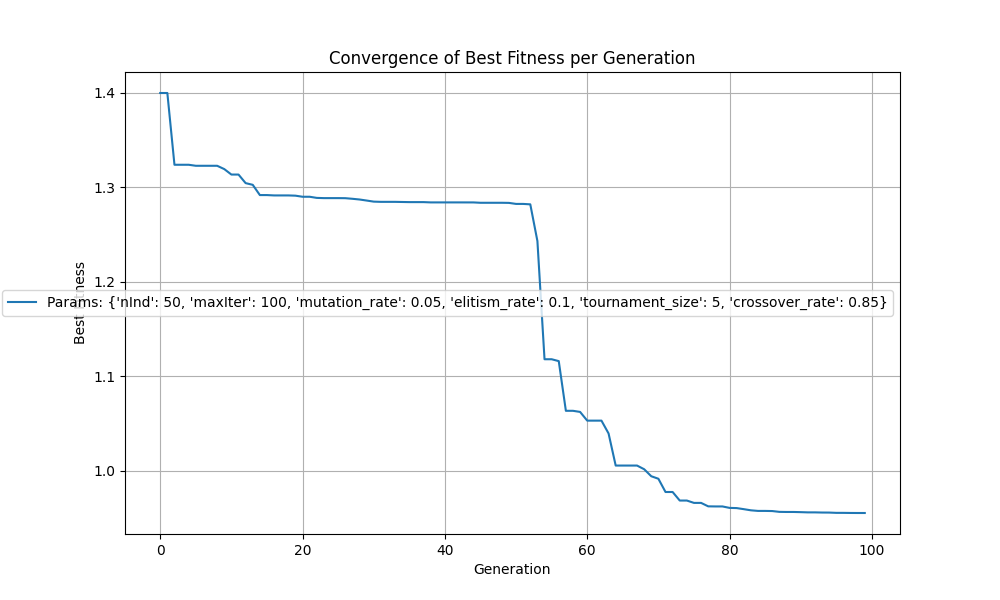 Convergence of Best Fitness per Generation
1.4
1.3
1.2
1.1
1.0
Best
ness
Params: {'nInd': 50, 'maxIter': 100, 'mutation_rate': 0.05, 'elitism_rate': 0.1, 'tournament_size': 5, 'crossover_rate': 0.85}
0
20
40
60
80
100
Generation